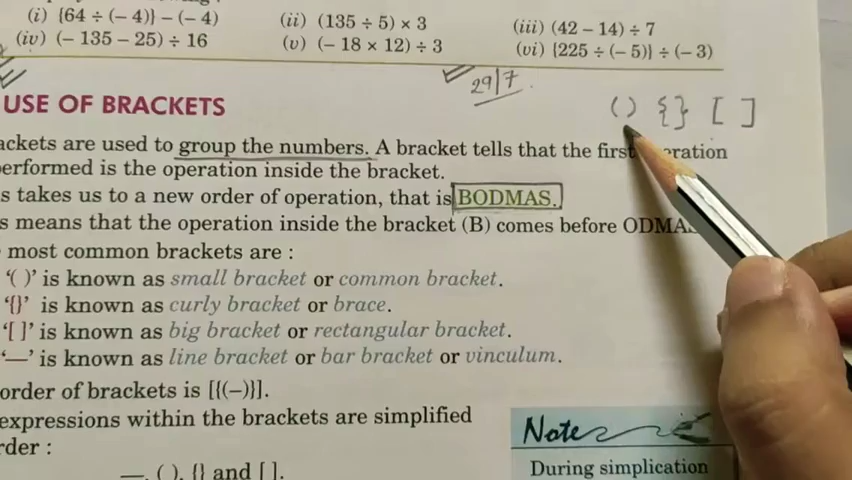 (i) {64 ÷ (– 4)} – (– 4) (ii) (135 ÷ 5) × 3 (iii) (42 – 14) ÷ 7
(iv) (– 135 – 25) ÷ 16 (v) (– 18 × 12) ÷ 3 (vi) {225 ÷ (– 5)} ÷ (– 3)
29/7
USE OF BRACKETS
( ) { } [ ]
ackets are used to group the numbers. A bracket tells that the first
performed is the operation inside the bracket.
s takes us to a new order of operation, that is BODMAS.
s means that the operation inside the bracket (B) comes before ODMAS
most common brackets are :
‘( )’ is known as small bracket or common bracket.
‘{}’ is known as curly bracket or brace.
‘[ ]’ is known as big bracket or rectangular bracket.
‘—’ is known as line bracket or bar bracket or vinculum.
order of brackets is [{(–)}].
expressions within the brackets are simplified
rder :
—, ( ), {} and [ ].
Note
During simplication